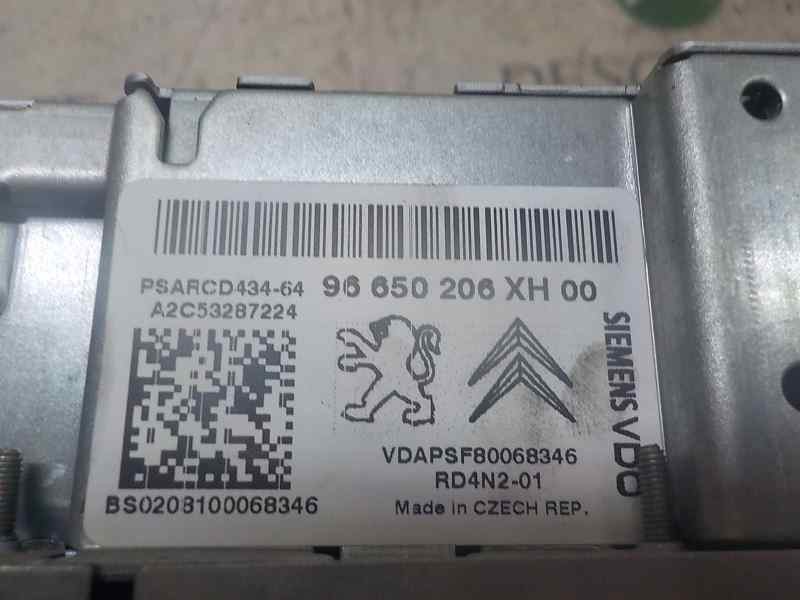 PSARCD434-64 96 650 206 XH 00
A2C53287224
SIEMENS VDO
VDAPSF80068346
RD4N2-01
BS0208100068346
Made in CZECH REP.